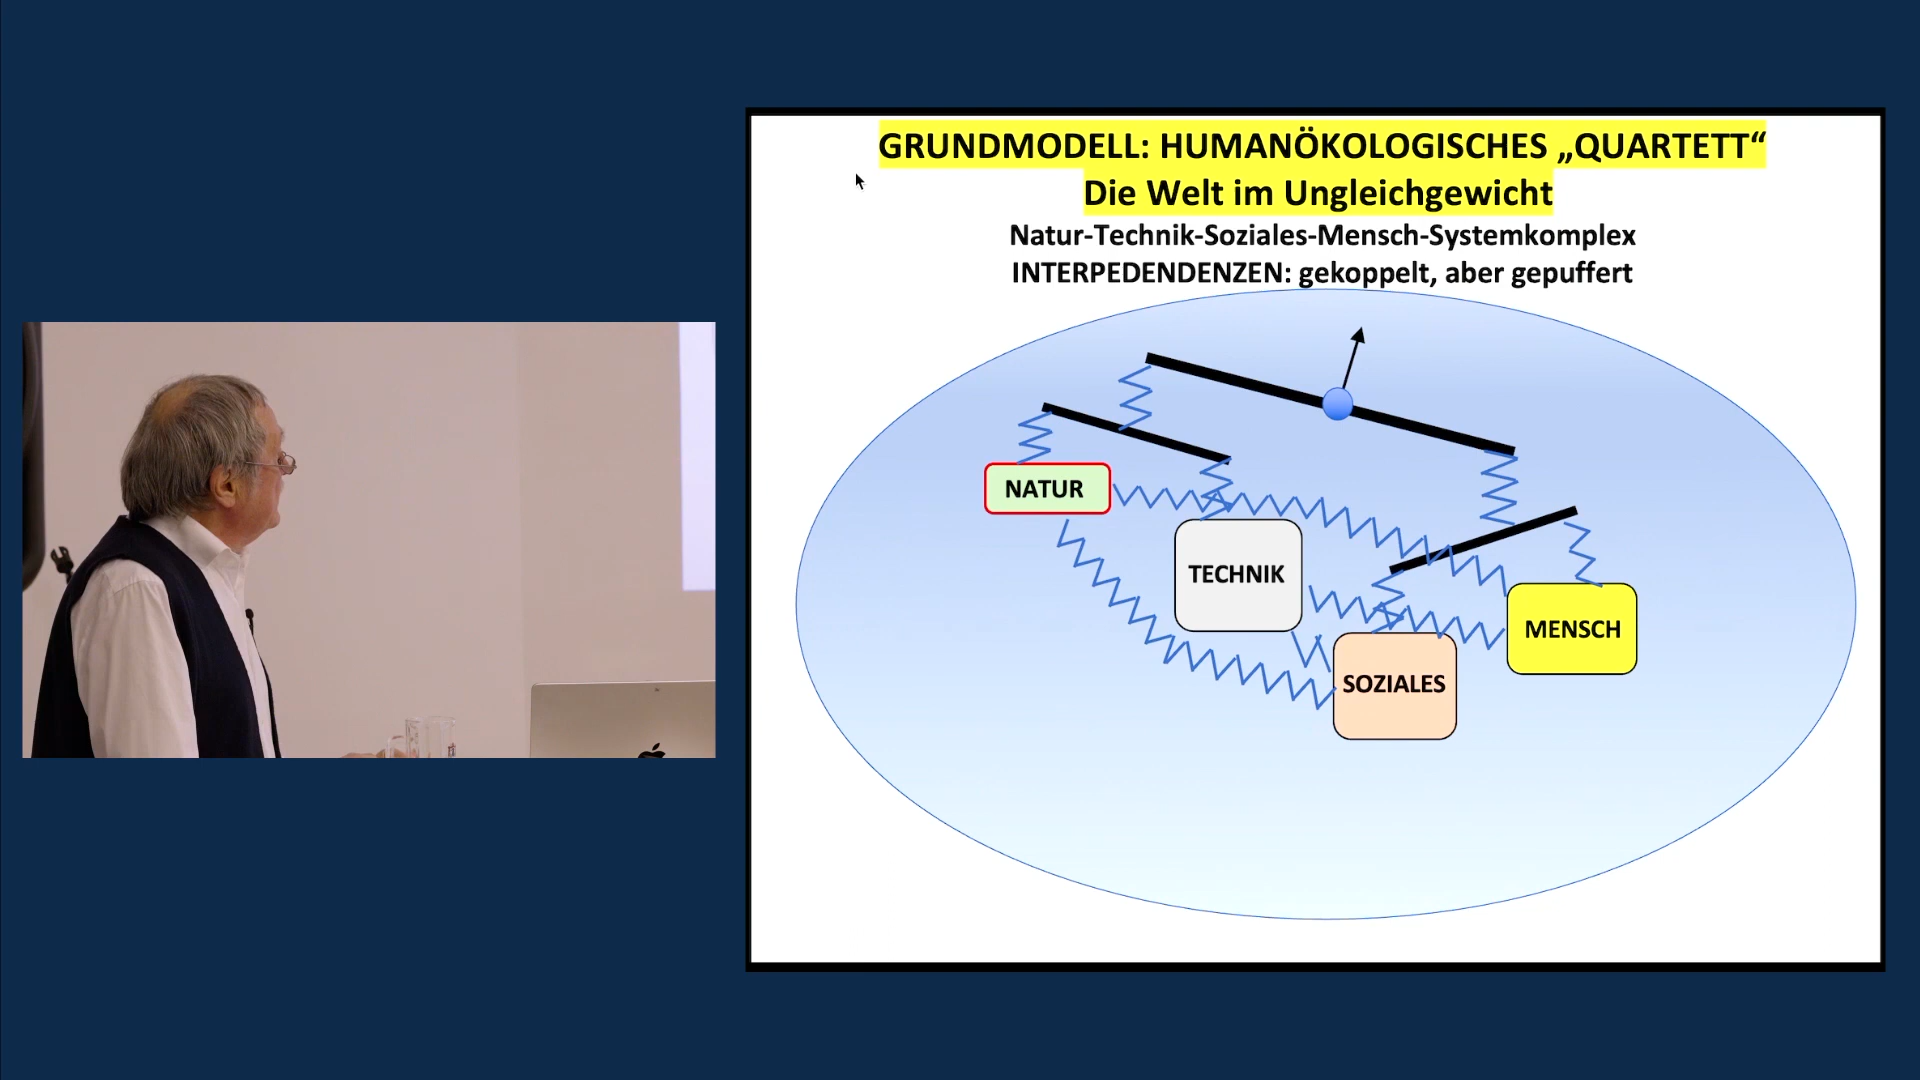 GRUNDMODELL: HUMANÖKOLOGISCHES „QUARTETT“
Die Welt im Ungleichgewicht
Natur-Technik-Soziales-Mensch-Systemkomplex
INTERPEDENDENZEN: gekoppelt, aber gepuffert
NATUR
TECHNIK
MENSCH
SOZIALES